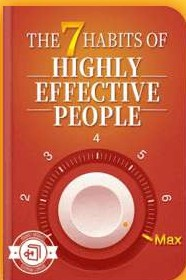 THE 7 HABITS OF
HIGHLY
EFFECTIVE
PEOPLE
4
3
5
2
6
Max